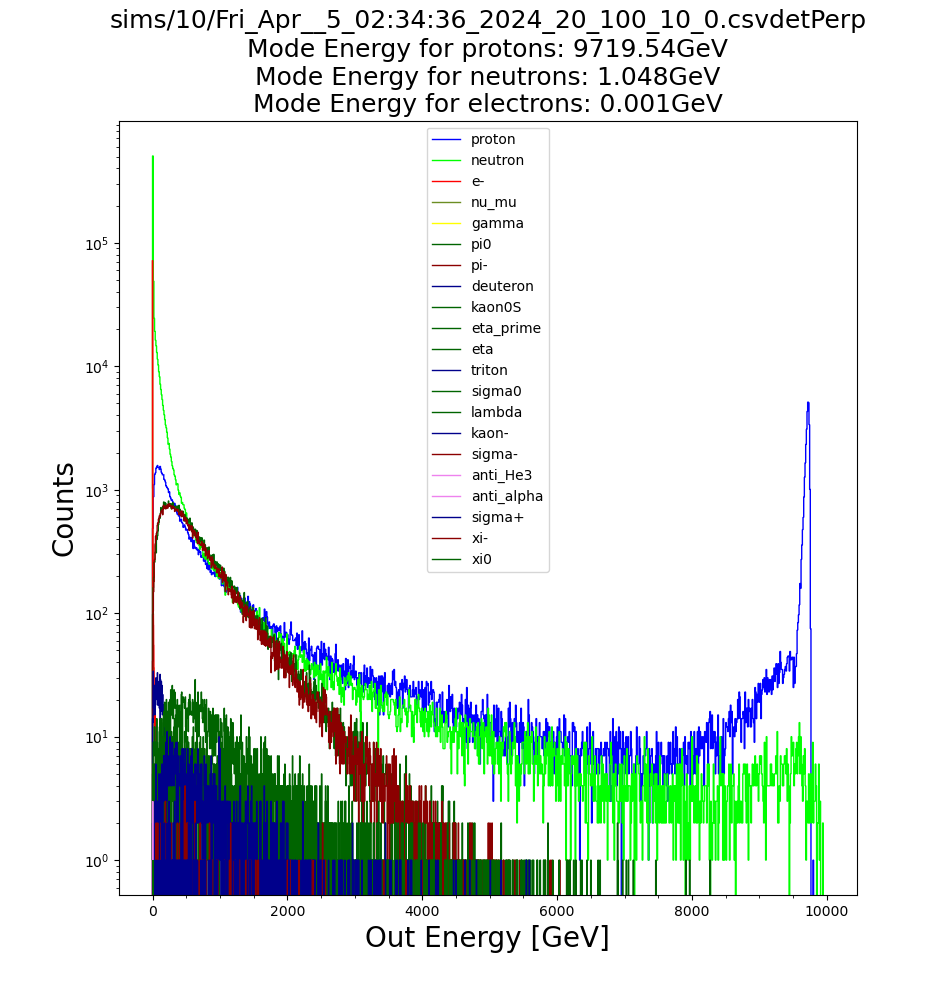 sims/10/Fri_Apr__5_02:34:36_2024_20_100_10_0.csvdetPerp
Mode Energy for protons: 9719.54GeV
Mode Energy for neutrons: 1.048GeV
Mode Energy for electrons: 0.001GeV
proton
neutron
e-
nu_mu
gamma
pi0
pi-
deuteron
kaon0S
eta_prime
eta
triton
sigma0
lambda
kaon-
sigma-
anti_He3
anti_alpha
sigma+
xi-
xi0
Counts
10^5
10^4
10^3
10^2
10^1
10^0
0 2000 4000 6000 8000 10000
Out Energy [GeV]